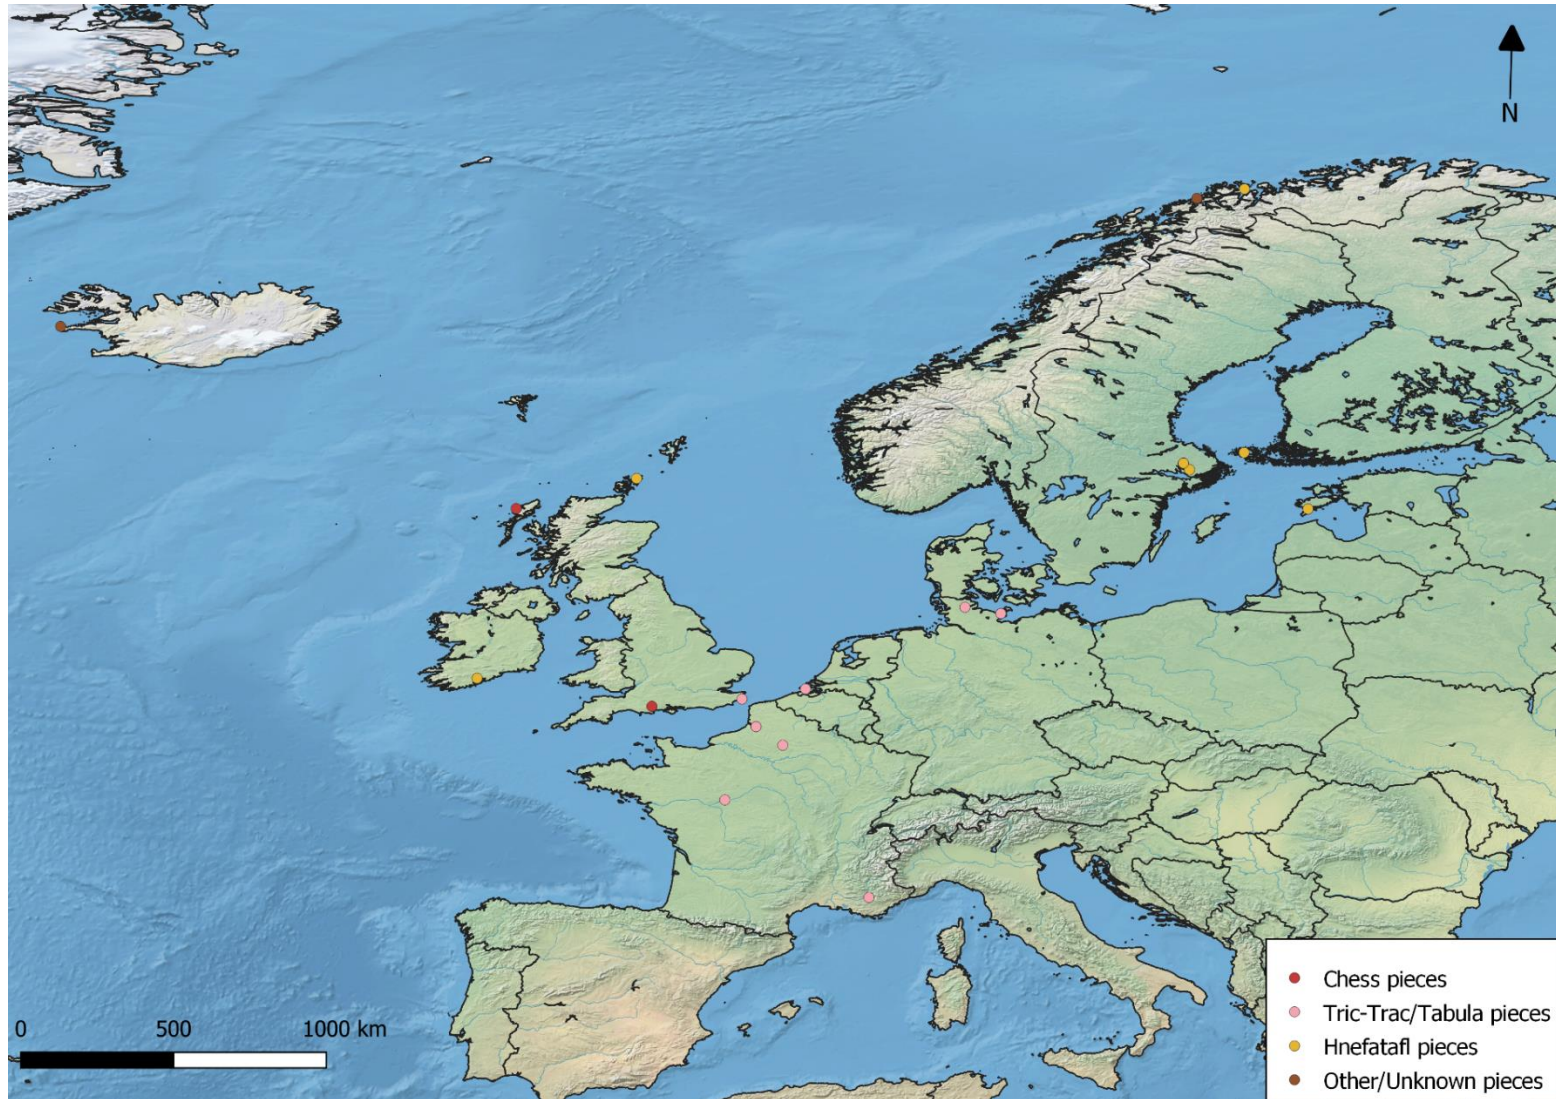 N
0 500 1000 km
Chess pieces
Tric-Trac/Tabula pieces
Hnefatafl pieces
Other/Unknown pieces